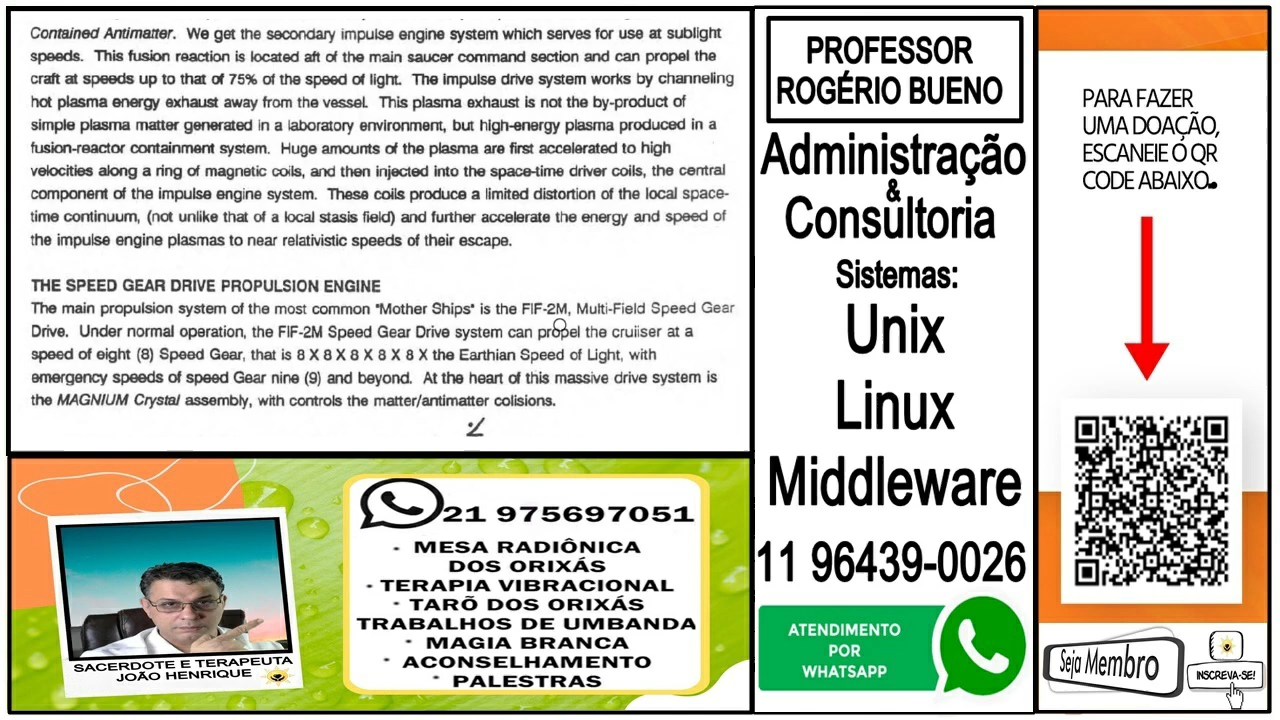 Contained Antimatter. We get the secondary impulse engine system which serves for use at sublight
speeds. This fusion reaction is located aft of the main saucer command section and can propel the
craft at speeds up to that of 75% of the speed of light. The impulse drive system works by channeling
hot plasma energy exhaust away from the vessel. This plasma exhaust is not the by-product of
simple plasma matter generated in a laboratory environment, but high-energy plasma produced in a
fusion-reactor containment system. Huge amounts of the plasma are first accelerated to high
velocities along a ring of magnetic coils, and then injected into the space-time driver coils, the central
component of the impulse engine system. These coils produce a limited distortion of the local space-
time continuum, (not unlike that of a local stasis field) and further accelerate the energy and speed of
the impulse engine plasmas to near relativistic speeds of their escape.
THE SPEED GEAR DRIVE PROPULSION ENGINE
The main propulsion system of the most common "Mother Ships" is the FIF-2M, Multi-Field Speed Gear
Drive. Under normal operation, the FIF-2M Speed Gear Drive system can propel the cruiiser at a
speed of eight (8) Speed Gear, that is 8 X 8 X 8 X 8 X 8 X the Earthian Speed of Light, with
emergency speeds of speed Gear nine (9) and beyond. At the heart of this massive drive system is
the MAGNIUM Crystal assembly, with controls the matter/antimatter colisions.
SACERDOTE E TERAPEUTA
JOÃO HENRIQUE
21 975697051
· MESA RADIÔNICA
DOS ORIXÁS
· TERAPIA VIBRACIONAL
· TARÕ DOS ORIXÁS
TRABALHOS DE UMBANDA
· MAGIA BRANCA
· ACONSELHAMENTO
· PALESTRAS
PROFESSOR
ROGÉRIO BUENO
Administração
&
Consultoria
Sistemas:
Unix
Linux
Middleware
11 96439-0026
ATENDIMENTO
POR
WHATSAPP
PARA FAZER
UMA DOAÇÃO,
ESCANEIE O QR
CODE ABAIXO..
Seja Membro
INSCREVA-SE!